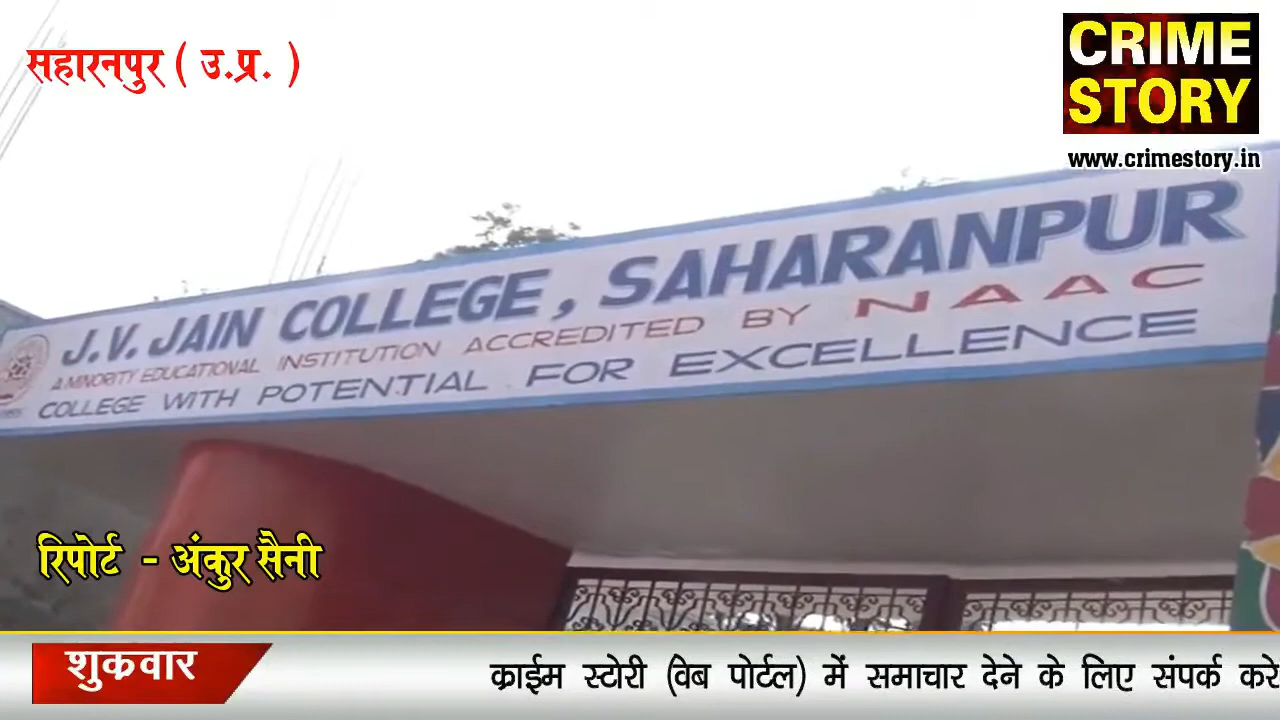 सहारनपुर ( उ.प्र. )
CRIME
STORY
www.crimestory.in
J.V. JAIN COLLEGE, SAHARANPUR
A MINORITY EDUCATIONAL INSTITUTION ACCREDITED BY NAAC
COLLEGE WITH POTENTIAL FOR EXCELLENCE
रिपोर्ट - अंकुर सैनी
शुक्रवार
क्राईम स्टोरी (वेब पोर्टल) में समाचार देने के लिए संपर्क करे